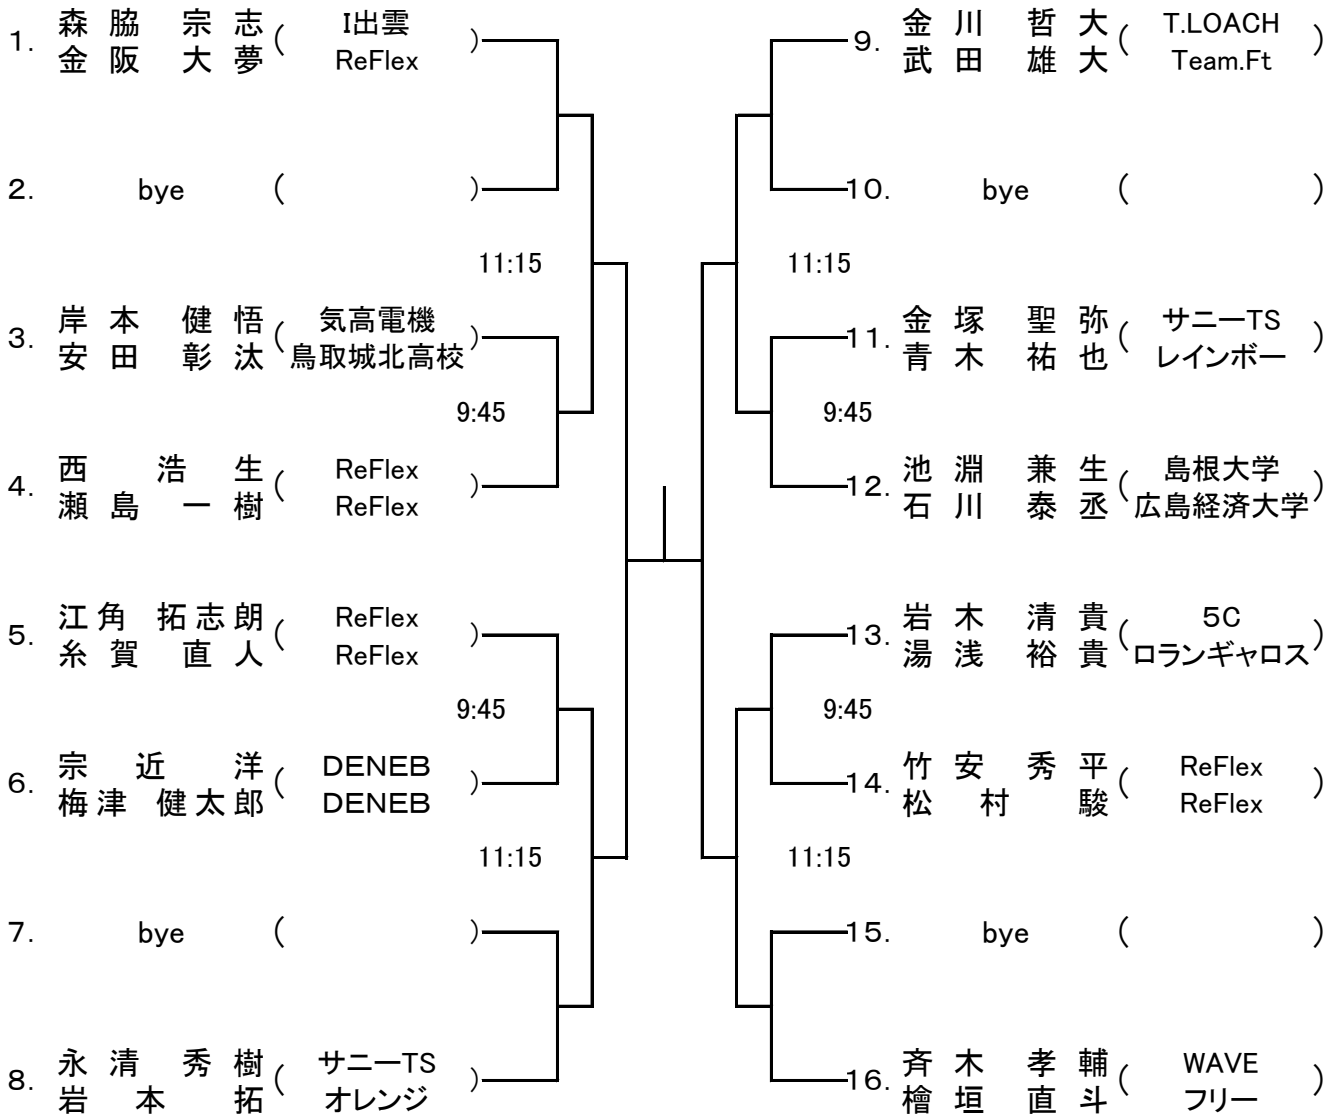 1. 森脇 宗志 ( I出雲 )
金阪 大夢 ReFlex
2. bye ( )
11:15
3. 岸本 健悟 ( 気高電機 )
安田 彰汰 鳥取城北高校
9:45
4. 西 浩生 ( ReFlex )
瀬島 一樹 ReFlex
5. 江角 拓志朗 ( ReFlex )
糸賀 直人 ReFlex
9:45
6. 宗近 洋 ( DENEB )
梅津 健太郎 DENEB
11:15
7. bye ( )
8. 永清 秀樹 ( サニーTS )
岩本 拓 オレンジ
9. 金川 哲大 ( T.LOACH )
武田 雄大 Team.Ft
10. bye ( )
11:15
11. 金塚 聖弥 ( サニーTS )
青木 祐也 レインボー
9:45
12. 池淵 兼生 ( 島根大学 )
石川 泰丞 広島経済大学
13. 岩木 清貴 ( 5C )
湯浅 裕貴 ロランギャロス
9:45
14. 竹安 秀平 ( ReFlex )
松村 駿 ReFlex
11:15
15. bye ( )
16. 斉木 孝輔 ( WAVE )
檜垣 直斗 フリー